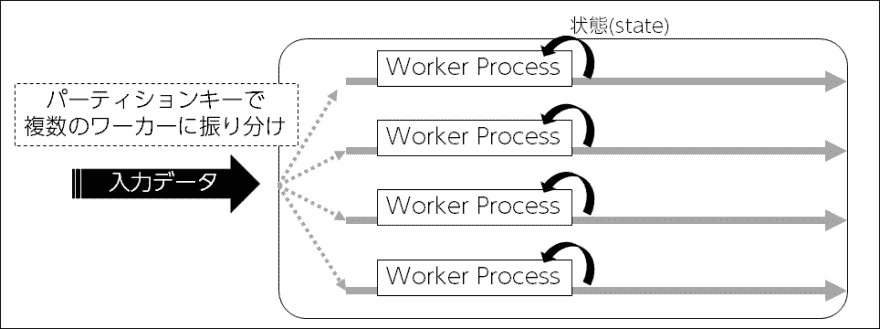 状態(state)
Worker Process
パーティションキーで
複数のワーカーに振り分け
Worker Process
入力データ
Worker Process
Worker Process